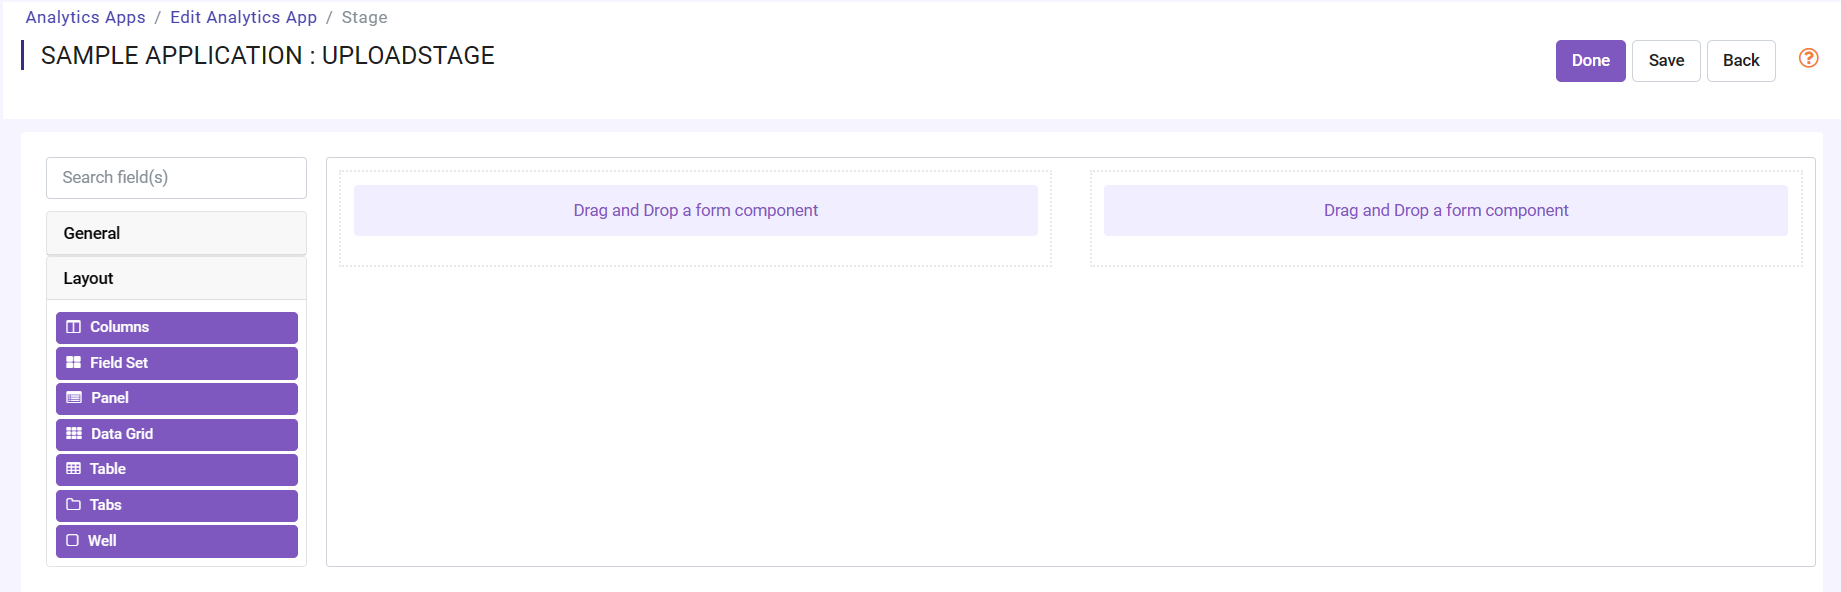 Analytics Apps / Edit Analytics App / Stage
SAMPLE APPLICATION : UPLOADSTAGE
Done
Save
Back
?
Search field(s)
General
Layout
Columns
Field Set
Panel
Data Grid
Table
Tabs
Well
Drag and Drop a form component
Drag and Drop a form component